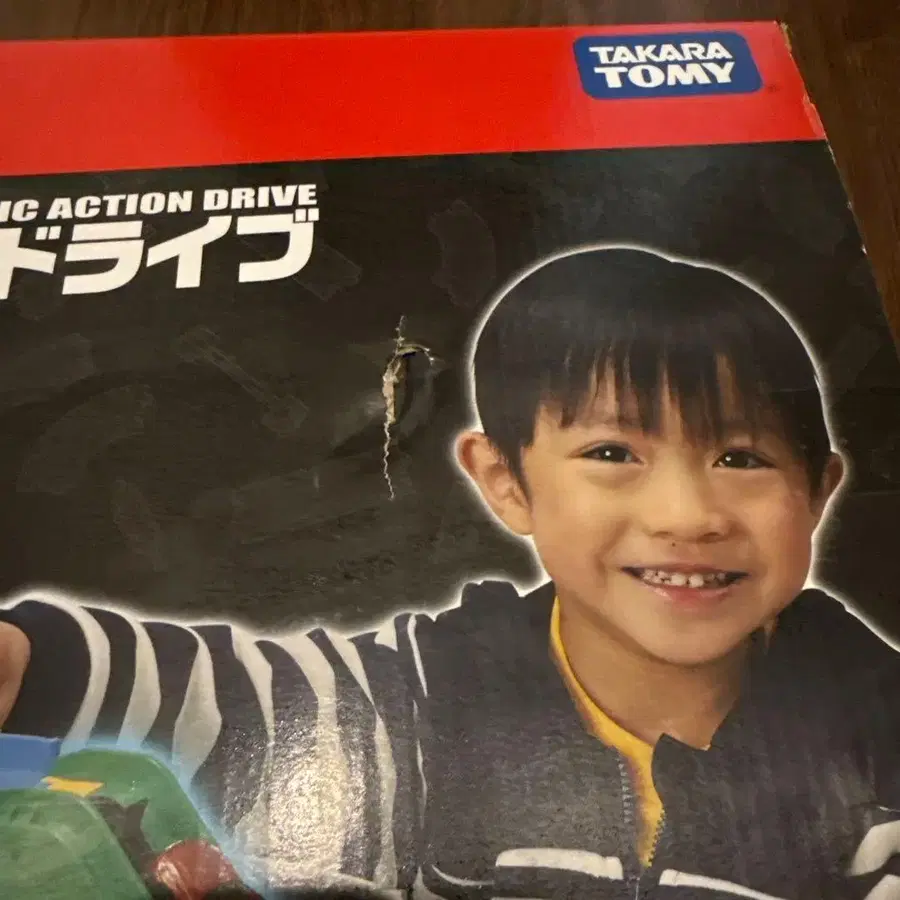 TAKARA
TOMY
IC ACTION DRIVE
ドライブ